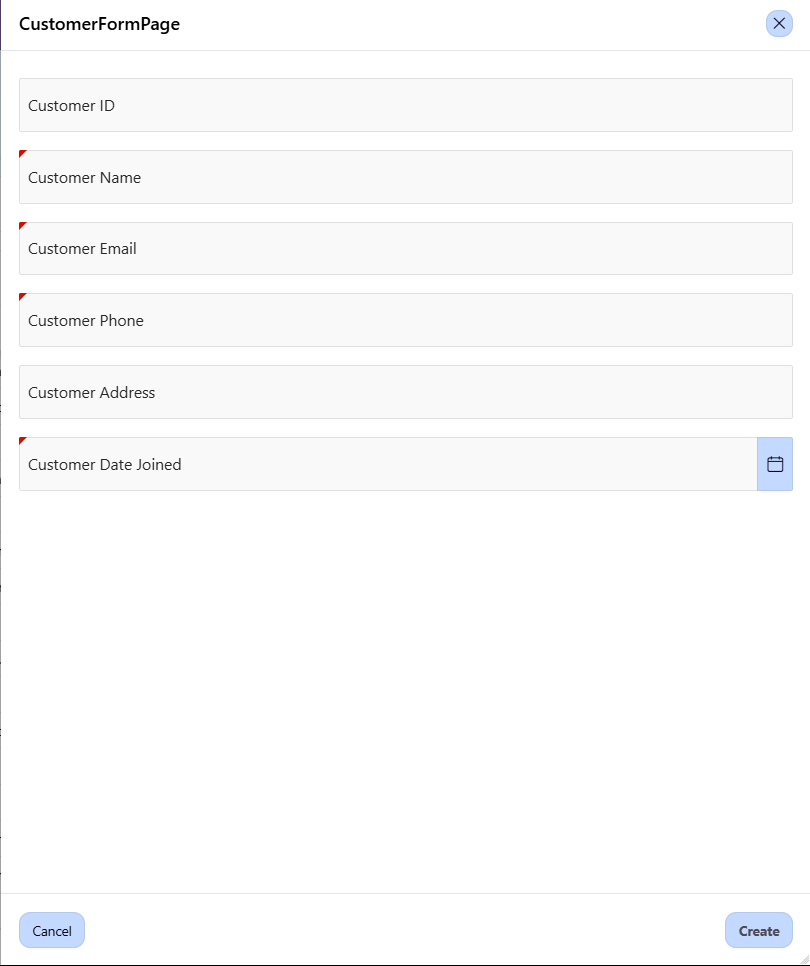 CustomerFormPage
Customer ID
Customer Name
Customer Email
Customer Phone
Customer Address
Customer Date Joined
Cancel
Create